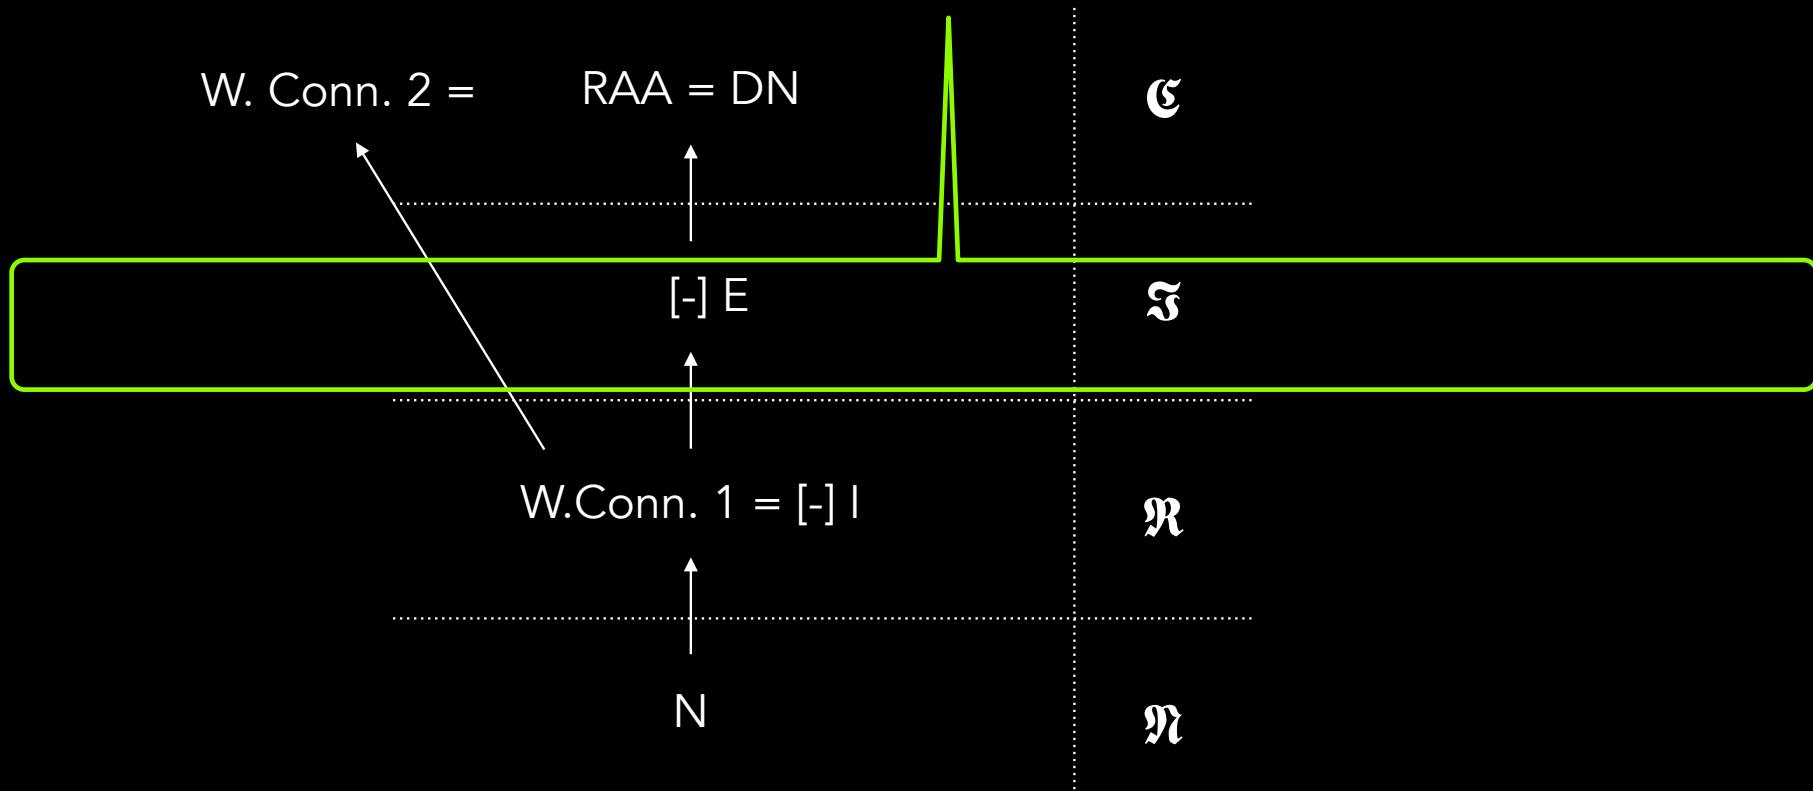 W. Conn. 2 = RAA = DN 𝕮
[-] E 𝕴
W.Conn. 1 = [-] I 𝕽
N 𝕹